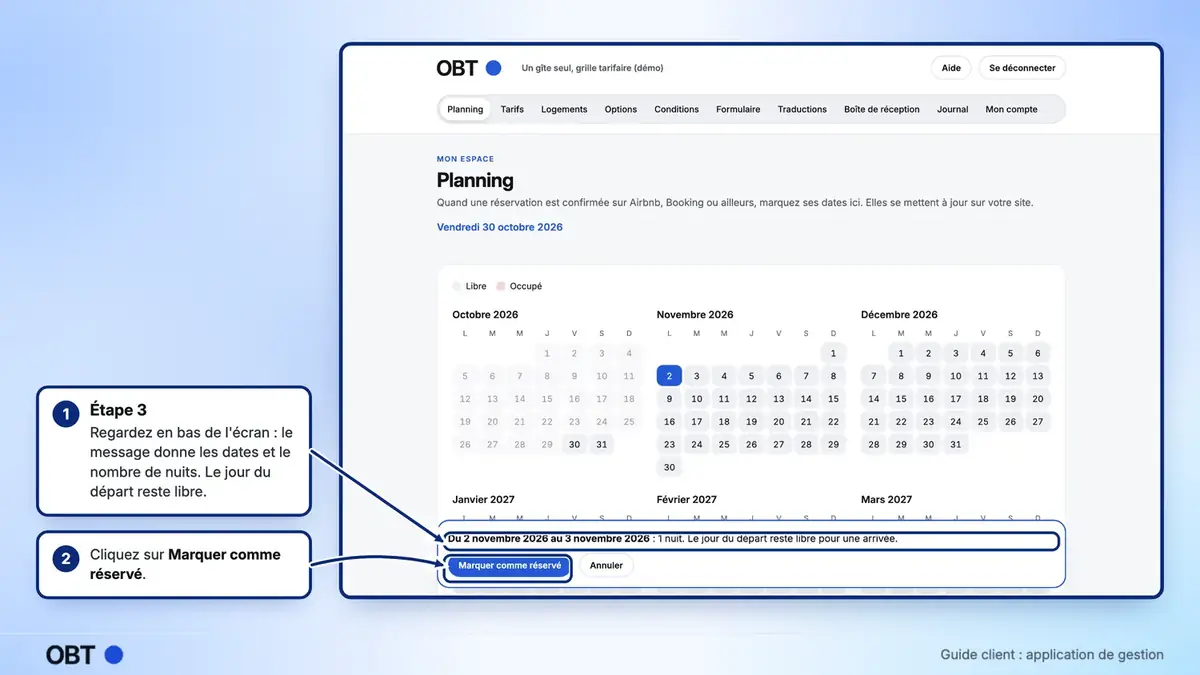 OBT
Un gîte seul, grille tarifaire (démo)
Aide
Se déconnecter
Planning Tarifs Logements Options Conditions Formulaire Traductions Boîte de réception Journal Mon compte
MON ESPACE
Planning
Quand une réservation est confirmée sur Airbnb, Booking ou ailleurs, marquez ses dates ici. Elles se mettent à jour sur votre site.
Vendredi 30 octobre 2026
Libre Occupé
Octobre 2026
L M M J V S D
1 2 3 4
5 6 7 8 9 10 11
12 13 14 15 16 17 18
19 20 21 22 23 24 25
26 27 28 29 30 31
Novembre 2026
L M M J V S D
1
2 3 4 5 6 7 8
9 10 11 12 13 14 15
16 17 18 19 20 21 22
23 24 25 26 27 28 29
30
Décembre 2026
L M M J V S D
1 2 3 4 5 6
7 8 9 10 11 12 13
14 15 16 17 18 19 20
21 22 23 24 25 26 27
28 29 30 31
Janvier 2027
L M M J V S D
Février 2027
L M M J V S D
Mars 2027
L M M J V S D
Du 2 novembre 2026 au 3 novembre 2026 : 1 nuit. Le jour du départ reste libre pour une arrivée.
Marquer comme réservé
Annuler
1
Étape 3
Regardez en bas de l'écran : le
message donne les dates et le
nombre de nuits. Le jour du
départ reste libre.
2
Cliquez sur Marquer comme
réservé.
OBT
Guide client : application de gestion